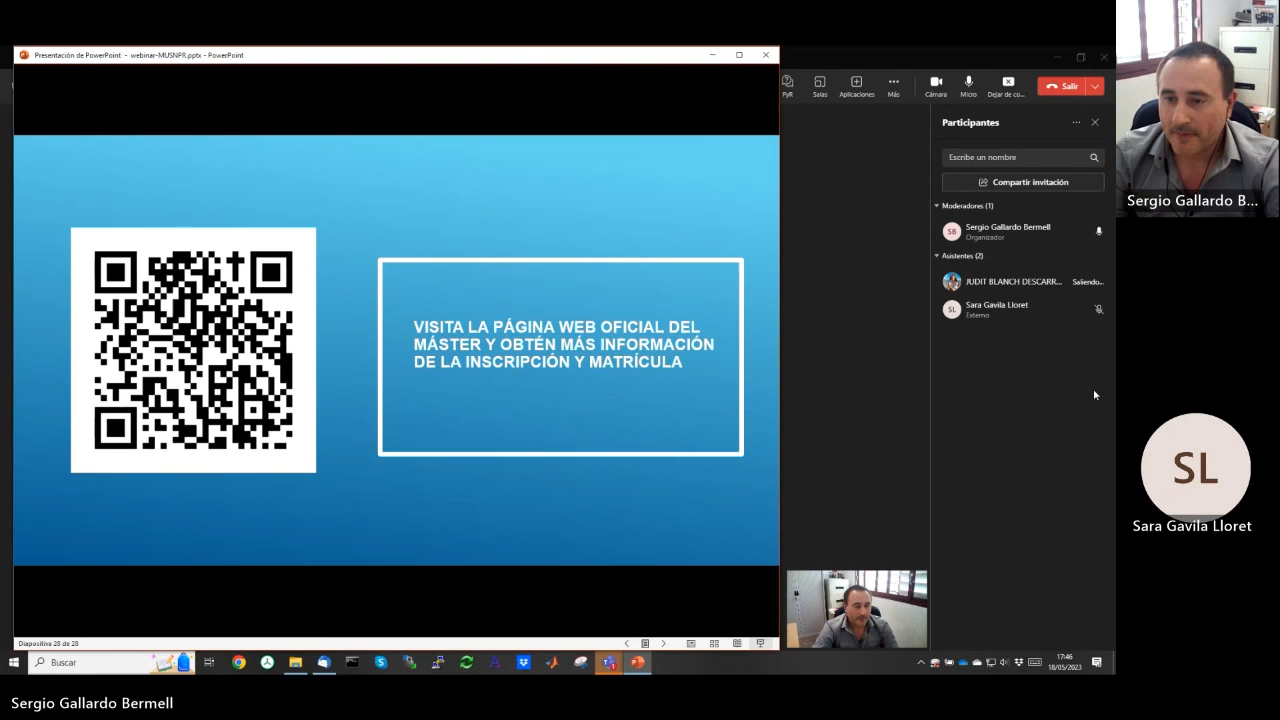 Presentación de PowerPoint - webinar-MUSNPR.pptx - PowerPoint
PyR
Salas
Aplicaciones
Más
Cámara
Micro
Dejar de co...
Salir
Participantes
Escribe un nombre
Compartir invitación
Moderadores (1)
SB
Sergio Gallardo Bermell
Organizador
Asistentes (2)
JUDIT BLANCH DESCARR...
Saliendo...
SL
Sara Gavila Lloret
Externo
VISITA LA PÁGINA WEB OFICIAL DEL
MÁSTER Y OBTÉN MÁS INFORMACIÓN
DE LA INSCRIPCIÓN Y MATRÍCULA
Sergio Gallardo B...
SL
Sara Gavila Lloret
Diapositiva 28 de 28
Buscar
17:46
18/05/2023
Sergio Gallardo Bermell